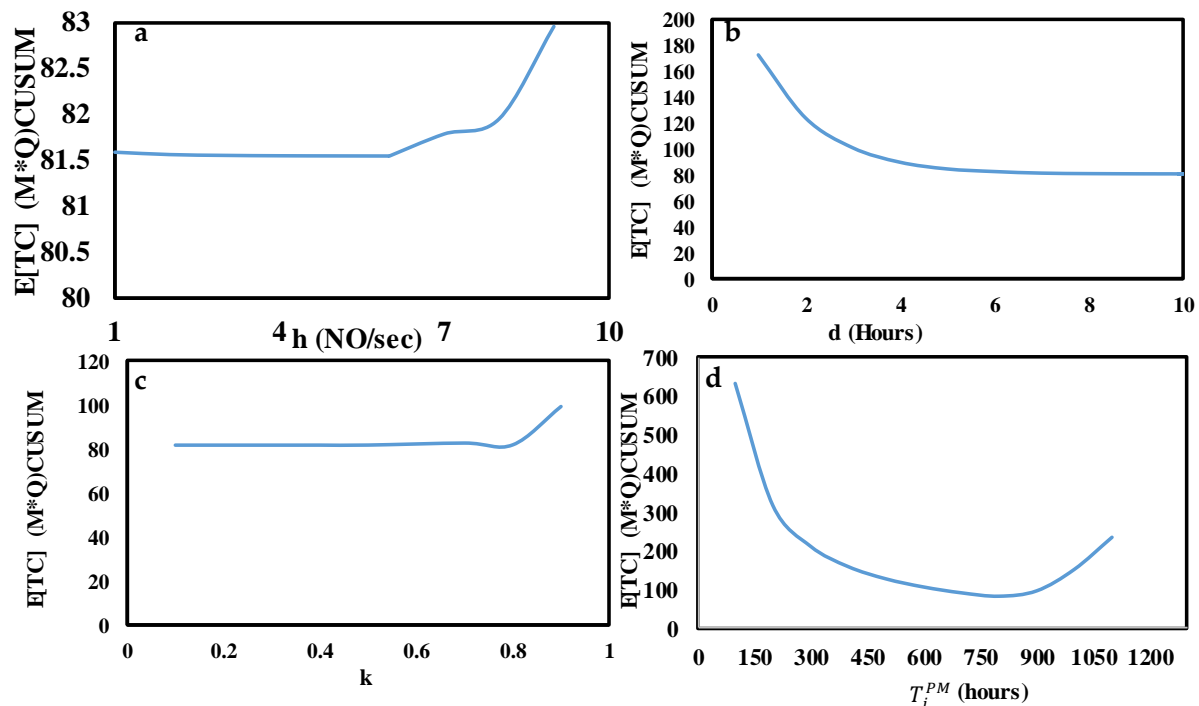 a
E[TC] (M*Q)CUSUM
83
82.5
82
81.5
81
80.5
80
1 4 7 10
h (NO/sec)
b
E[TC] (M*Q)CUSUM
200
180
160
140
120
100
80
60
40
20
0
0 2 4 6 8 10
d (Hours)
c
E[TC] (M*Q)CUSUM
120
100
80
60
40
20
0
0 0.2 0.4 0.6 0.8 1
k
d
E[TC] (M*Q)CUSUM
700
600
500
400
300
200
100
0
0 150 300 450 600 750 900 1050 1200
T_i^PM (hours)